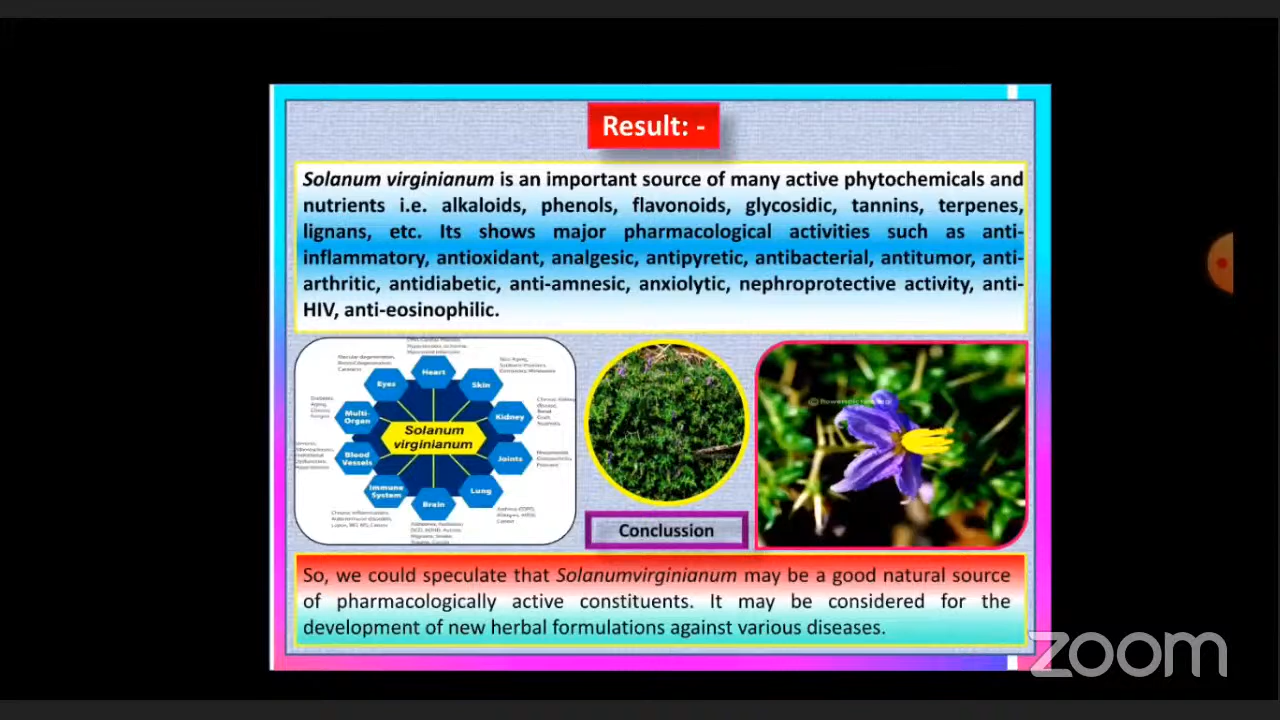 Result: -
Solanum virginianum is an important source of many active phytochemicals and
nutrients i.e. alkaloids, phenols, flavonoids, glycosidic, tannins, terpenes,
lignans, etc. Its shows major pharmacological activities such as anti-
inflammatory, antioxidant, analgesic, antipyretic, antibacterial, antitumor, anti-
arthritic, antidiabetic, anti-amnesic, anxiolytic, nephroprotective activity, anti-
HIV, anti-eosinophilic.
Heart
Eyes
Skin
Multi-
Organ
Kidney
Solanum
virginianum
Blood
Vessels
Joints
Immune
System
Lung
Brain
Conclussion
So, we could speculate that Solanumvirginianum may be a good natural source
of pharmacologically active constituents. It may be considered for the
development of new herbal formulations against various diseases.
zoom